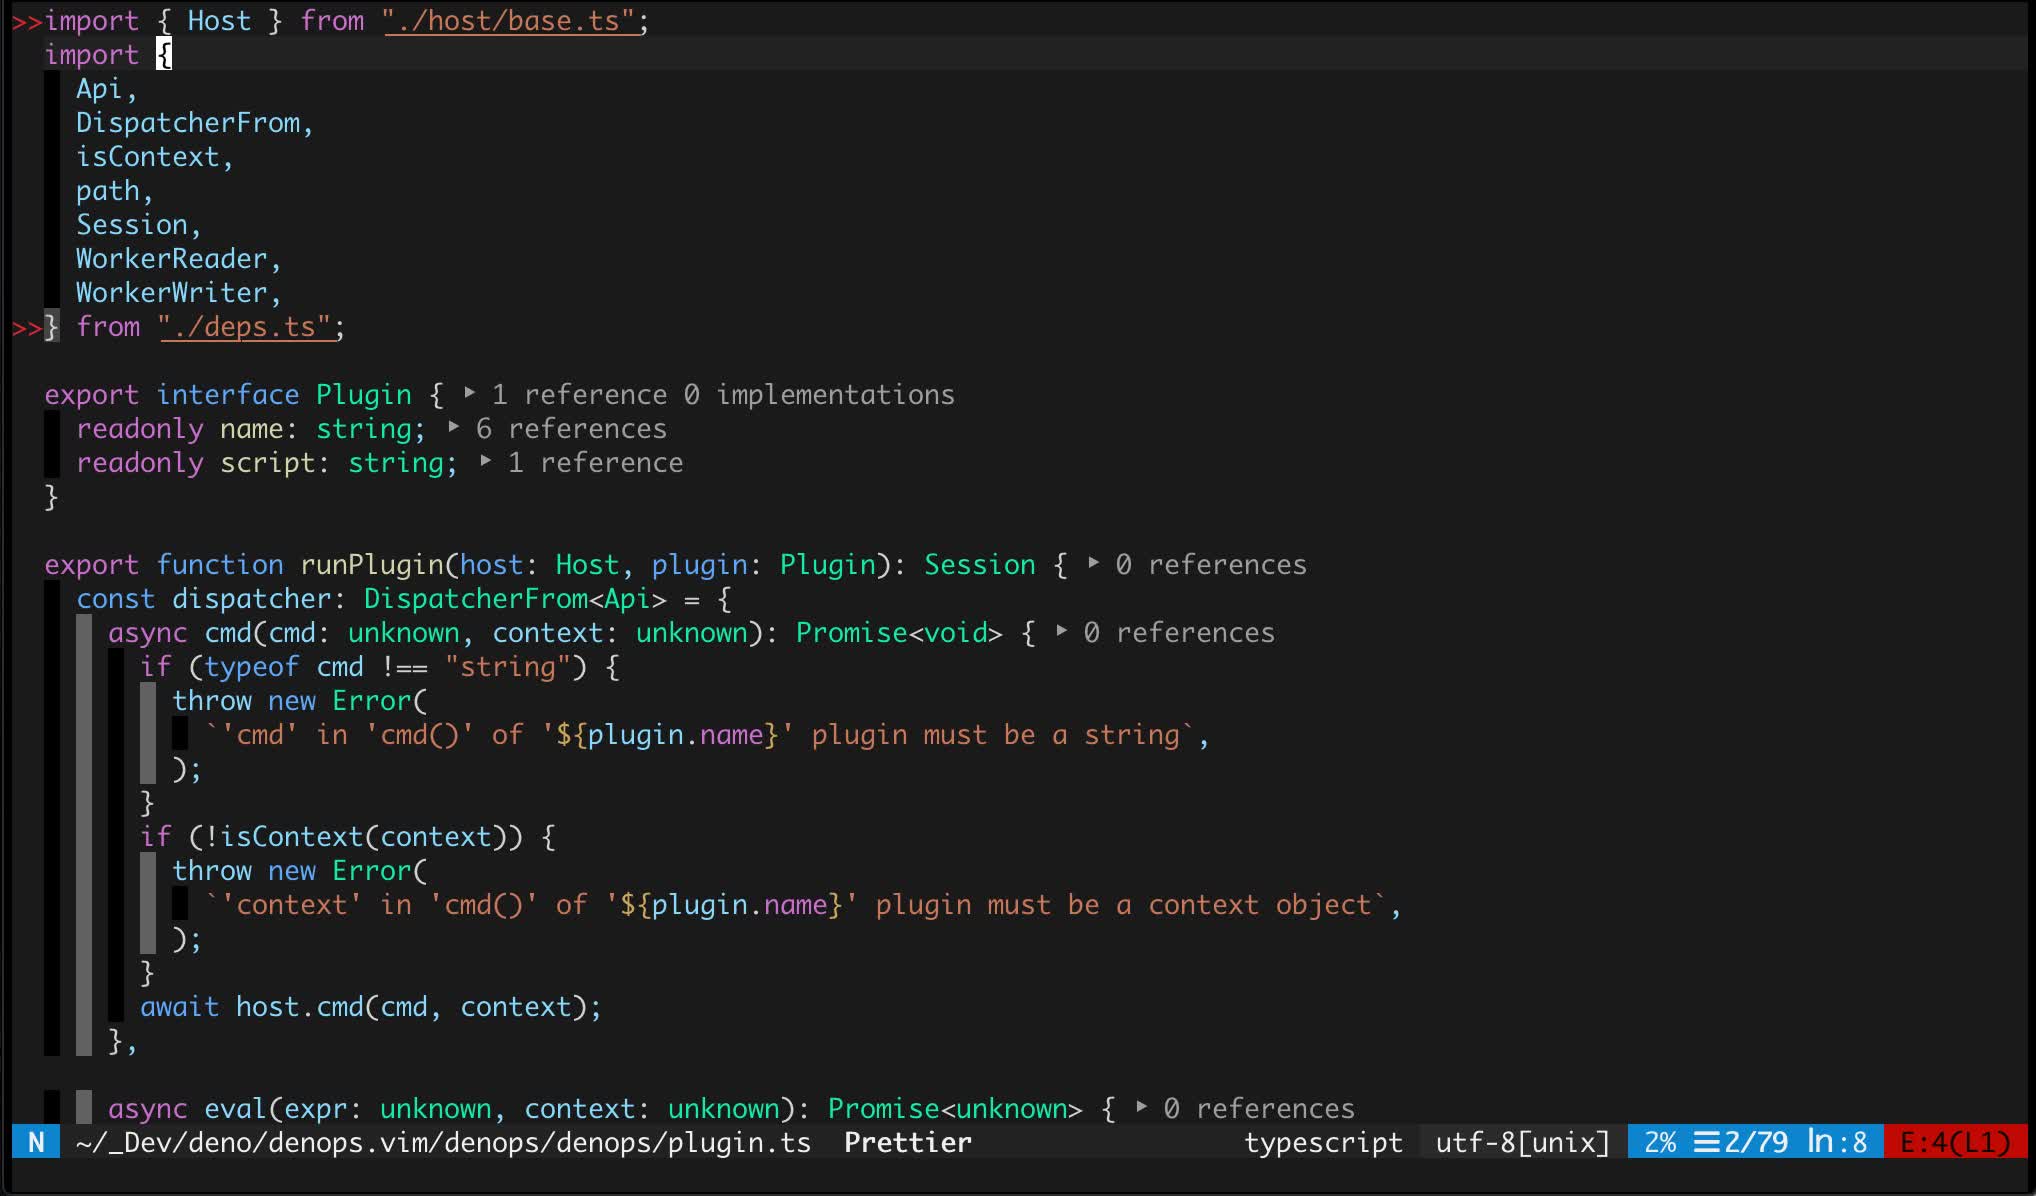 >>import { Host } from "./host/base.ts";
import {
Api,
DispatcherFrom,
isContext,
path,
Session,
WorkerReader,
WorkerWriter,
>>} from "./deps.ts";
export interface Plugin { ‣ 1 reference 0 implementations
readonly name: string; ‣ 6 references
readonly script: string; ‣ 1 reference
}
export function runPlugin(host: Host, plugin: Plugin): Session { ‣ 0 references
const dispatcher: DispatcherFrom<Api> = {
async cmd(cmd: unknown, context: unknown): Promise<void> { ‣ 0 references
if (typeof cmd !== "string") {
throw new Error(
`'cmd' in 'cmd()' of '${plugin.name}' plugin must be a string`,
);
}
if (!isContext(context)) {
throw new Error(
`'context' in 'cmd()' of '${plugin.name}' plugin must be a context object`,
);
}
await host.cmd(cmd, context);
},
async eval(expr: unknown, context: unknown): Promise<unknown> { ‣ 0 references
N ~/_Dev/deno/denops.vim/denops/denops/plugin.ts Prettier typescript utf-8[unix] 2% ☰2/79 ln:8 E:4(L1)